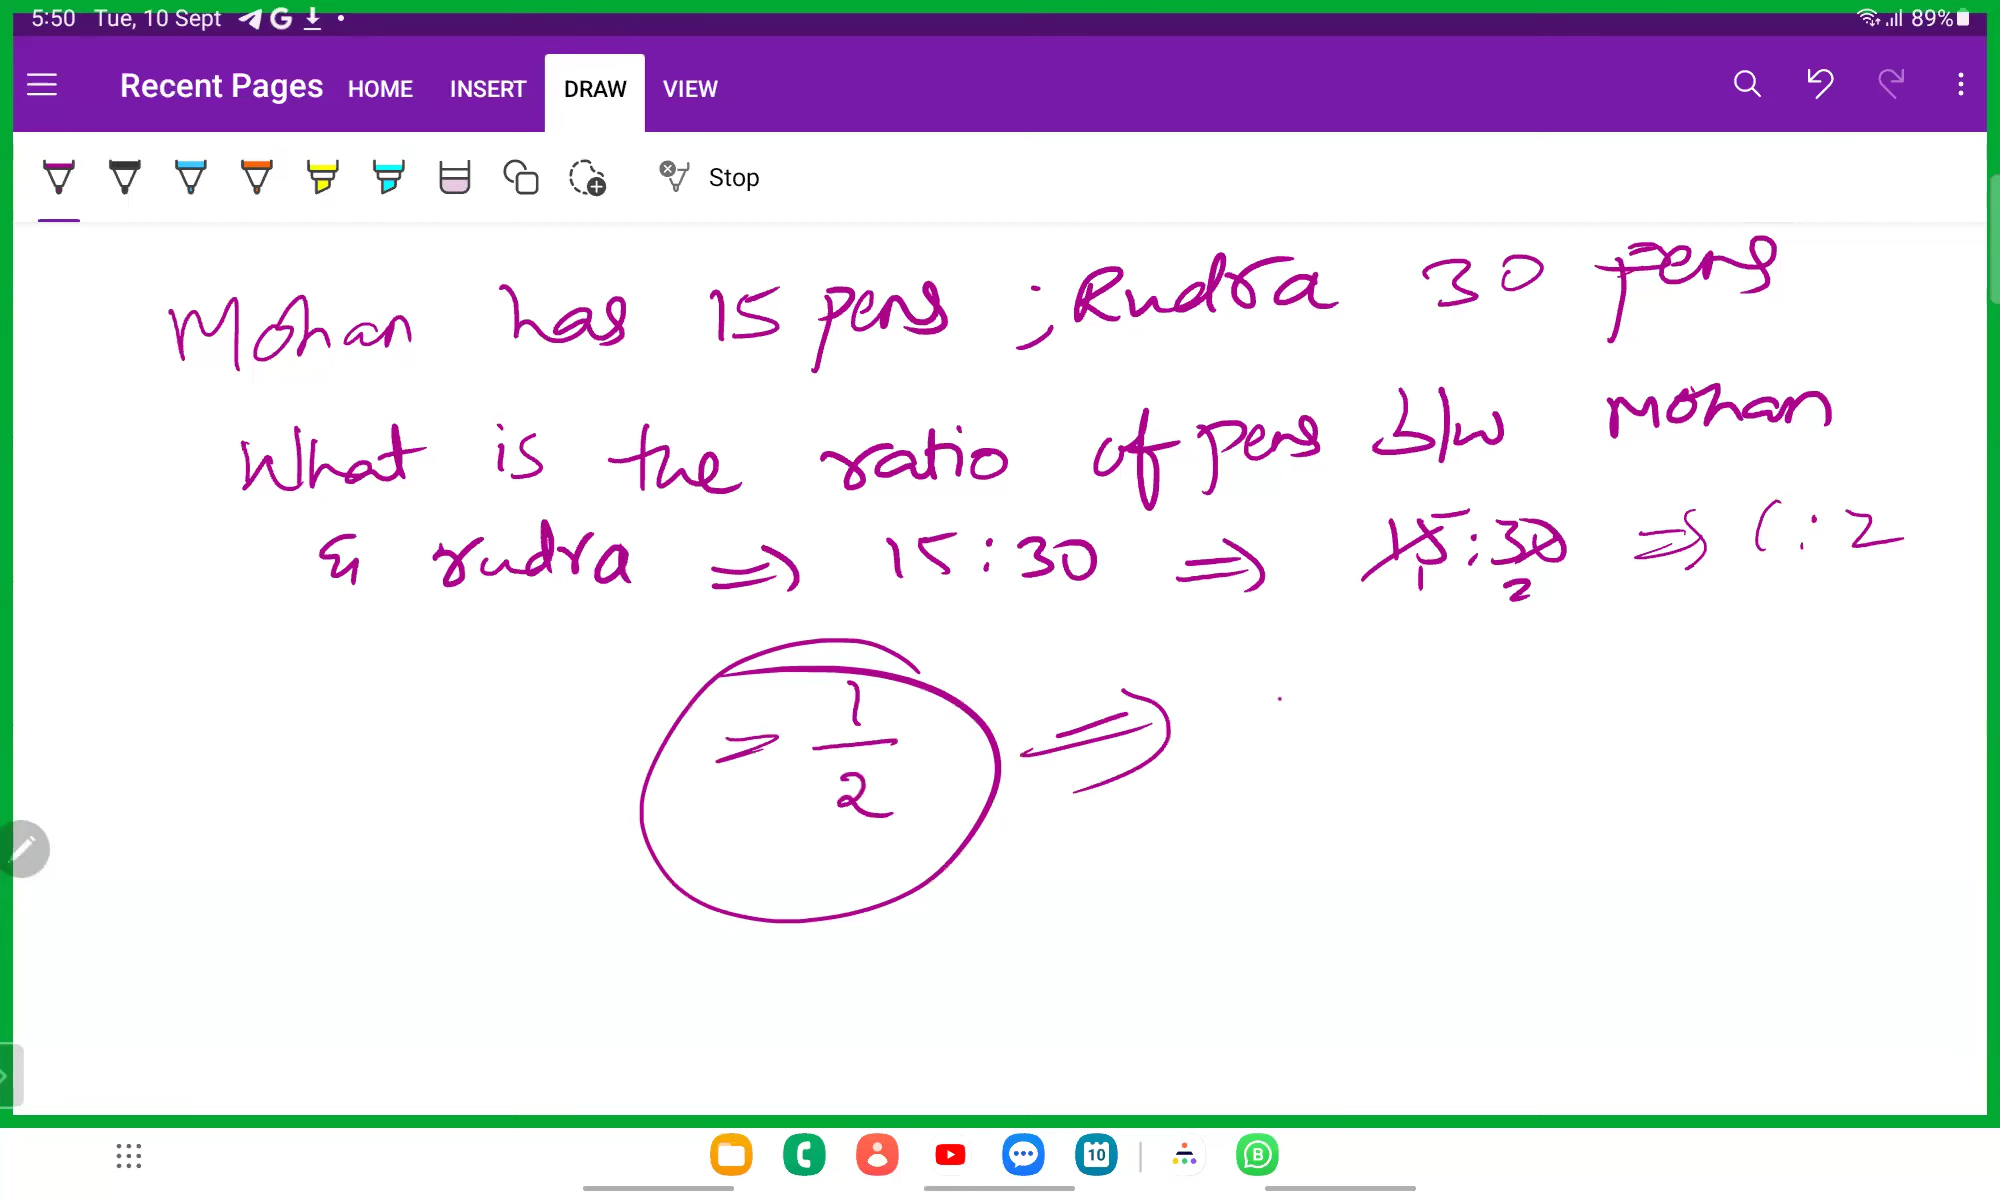 5:50 Tue, 10 Sept 89%
Recent Pages HOME INSERT DRAW VIEW
Stop
Mohan has 15 pens ; Rudra 30 pens
What is the ratio of pens b/w Mohan
& rudra ⇒ 15:30 ⇒ 15:30 ⇒ 1:2
1 2
= 1/2 ⇒
10
B